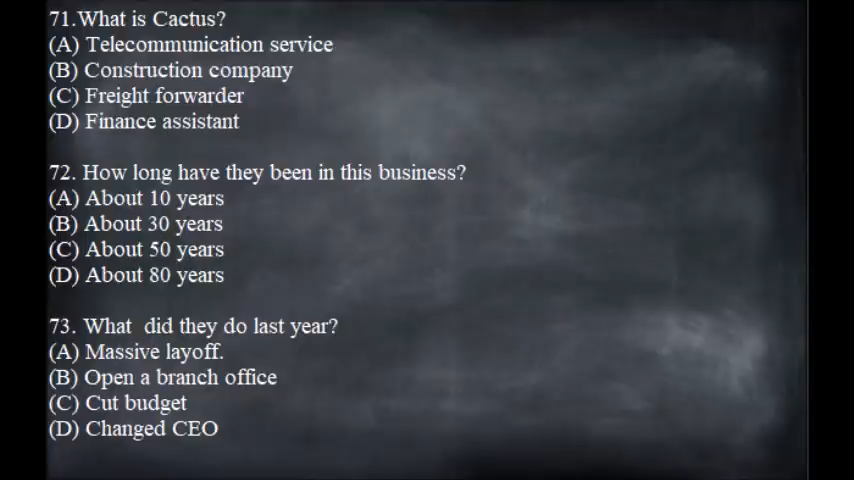 71.What is Cactus?
(A) Telecommunication service
(B) Construction company
(C) Freight forwarder
(D) Finance assistant
72. How long have they been in this business?
(A) About 10 years
(B) About 30 years
(C) About 50 years
(D) About 80 years
73. What  did they do last year?
(A) Massive layoff.
(B) Open a branch office
(C) Cut budget
(D) Changed CEO